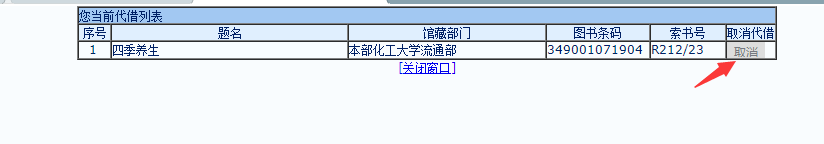 您当前代借列表
序号 题名 馆藏部门 图书条码 索书号 取消代借
1 四季养生 本部化工大学流通部 349001071904 R212/23 取消
[关闭窗口]